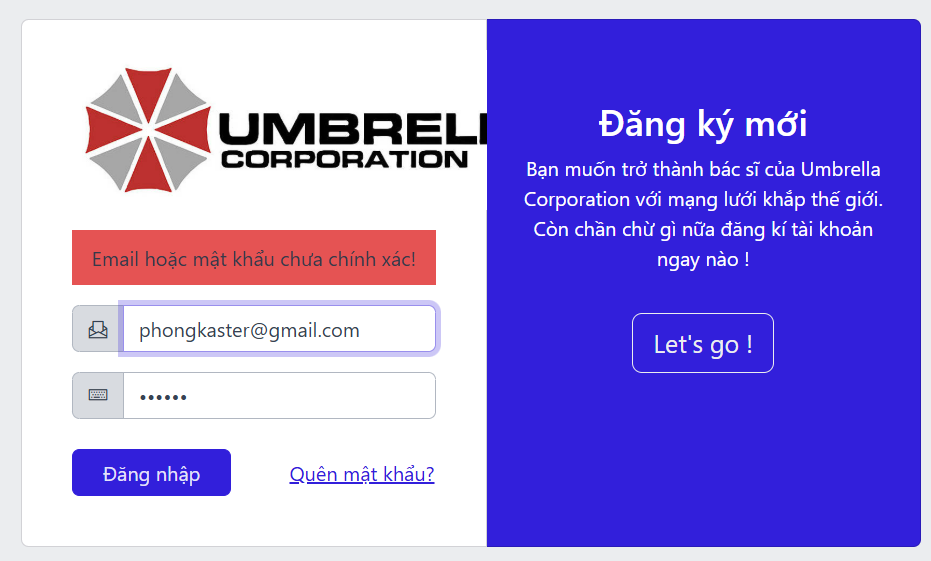 UMBRELL
CORPORATION
Email hoặc mật khẩu chưa chính xác!
phongkaster@gmail.com
••••••
Đăng nhập
Quên mật khẩu?
Đăng ký mới
Bạn muốn trở thành bác sĩ của Umbrella
Corporation với mạng lưới khắp thế giới.
Còn chần chừ gì nữa đăng kí tài khoản
ngay nào !
Let's go !